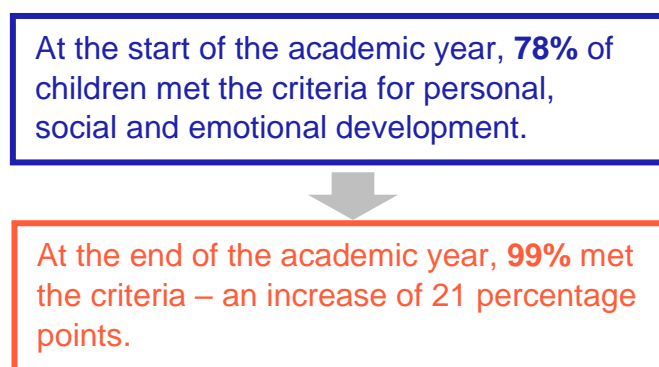 At the start of the academic year, 78% of
children met the criteria for personal,
social and emotional development.
At the end of the academic year, 99% met
the criteria – an increase of 21 percentage
points.